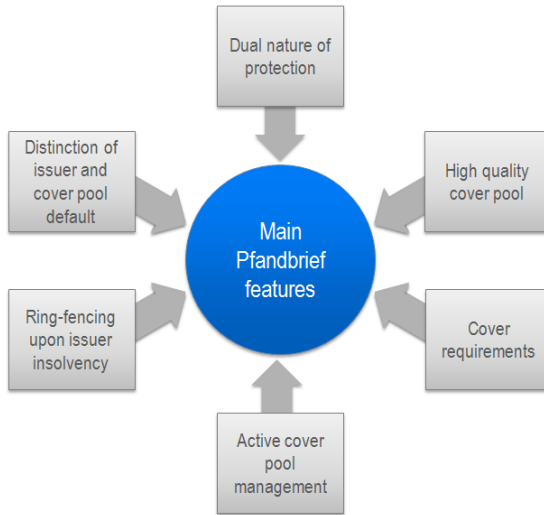 Dual nature of
protection
Distinction of
issuer and
cover pool
default
High quality
cover pool
Main
Pfandbrief
features
Ring-fencing
upon issuer
insolvency
Cover
requirements
Active cover
pool
management